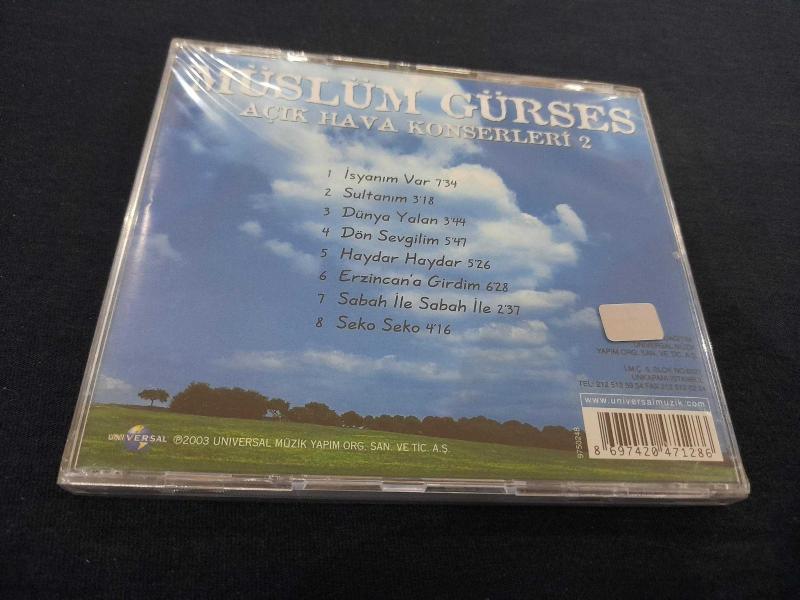 MÜSLÜM GÜRSES
AÇIK HAVA KONSERLERİ 2
1 İsyanım Var 7'34
2 Sultanım 3'18
3 Dünya Yalan 3'44
4 Dön Sevgilim 5'47
5 Haydar Haydar 5'26
6 Erzincan'a Girdim 6'28
7 Sabah İle Sabah İle 2'37
8 Seko Seko 4'16
UNIVERSAL MÜZİK
YAPIM ORG. SAN. VE TİC. A.Ş.
UNKAPANI-İSTANBUL
www.universalmuzik.com
9750248
8 697420 471286
UNIVERSAL
℗2003 UNIVERSAL MÜZİK YAPIM ORG. SAN. VE TİC. A.Ş.